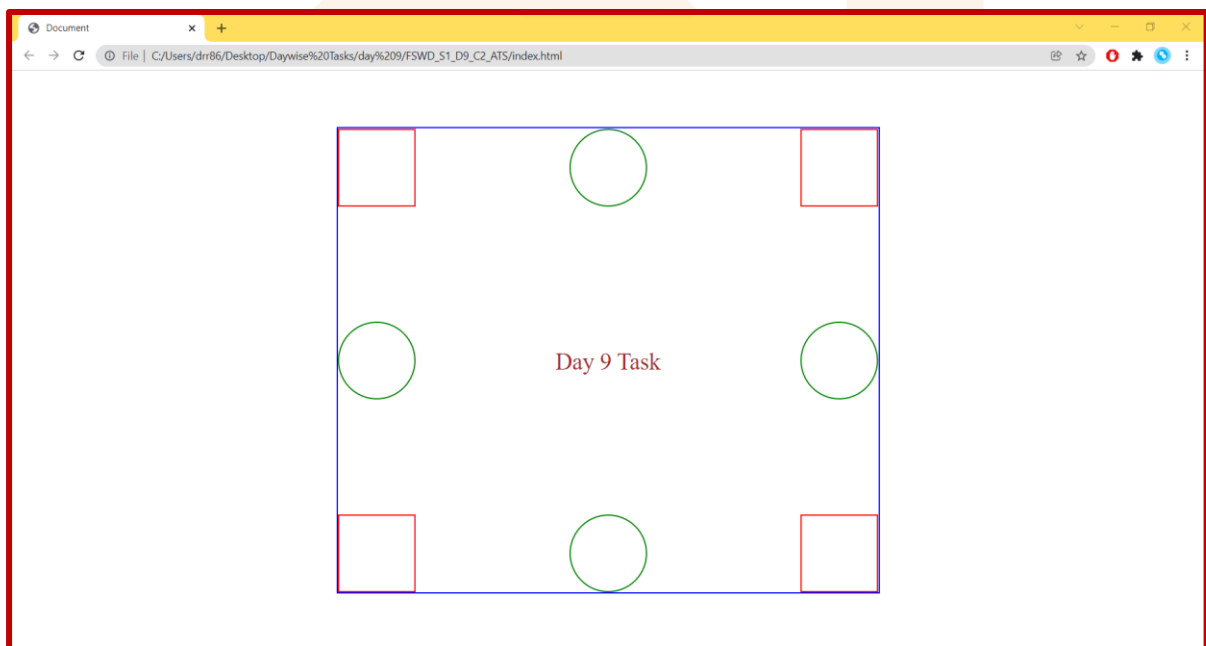 Document
File | C:/Users/drr86/Desktop/Daywise%20Tasks/day%209/FSWD_S1_D9_C2_ATS/index.html
Day 9 Task